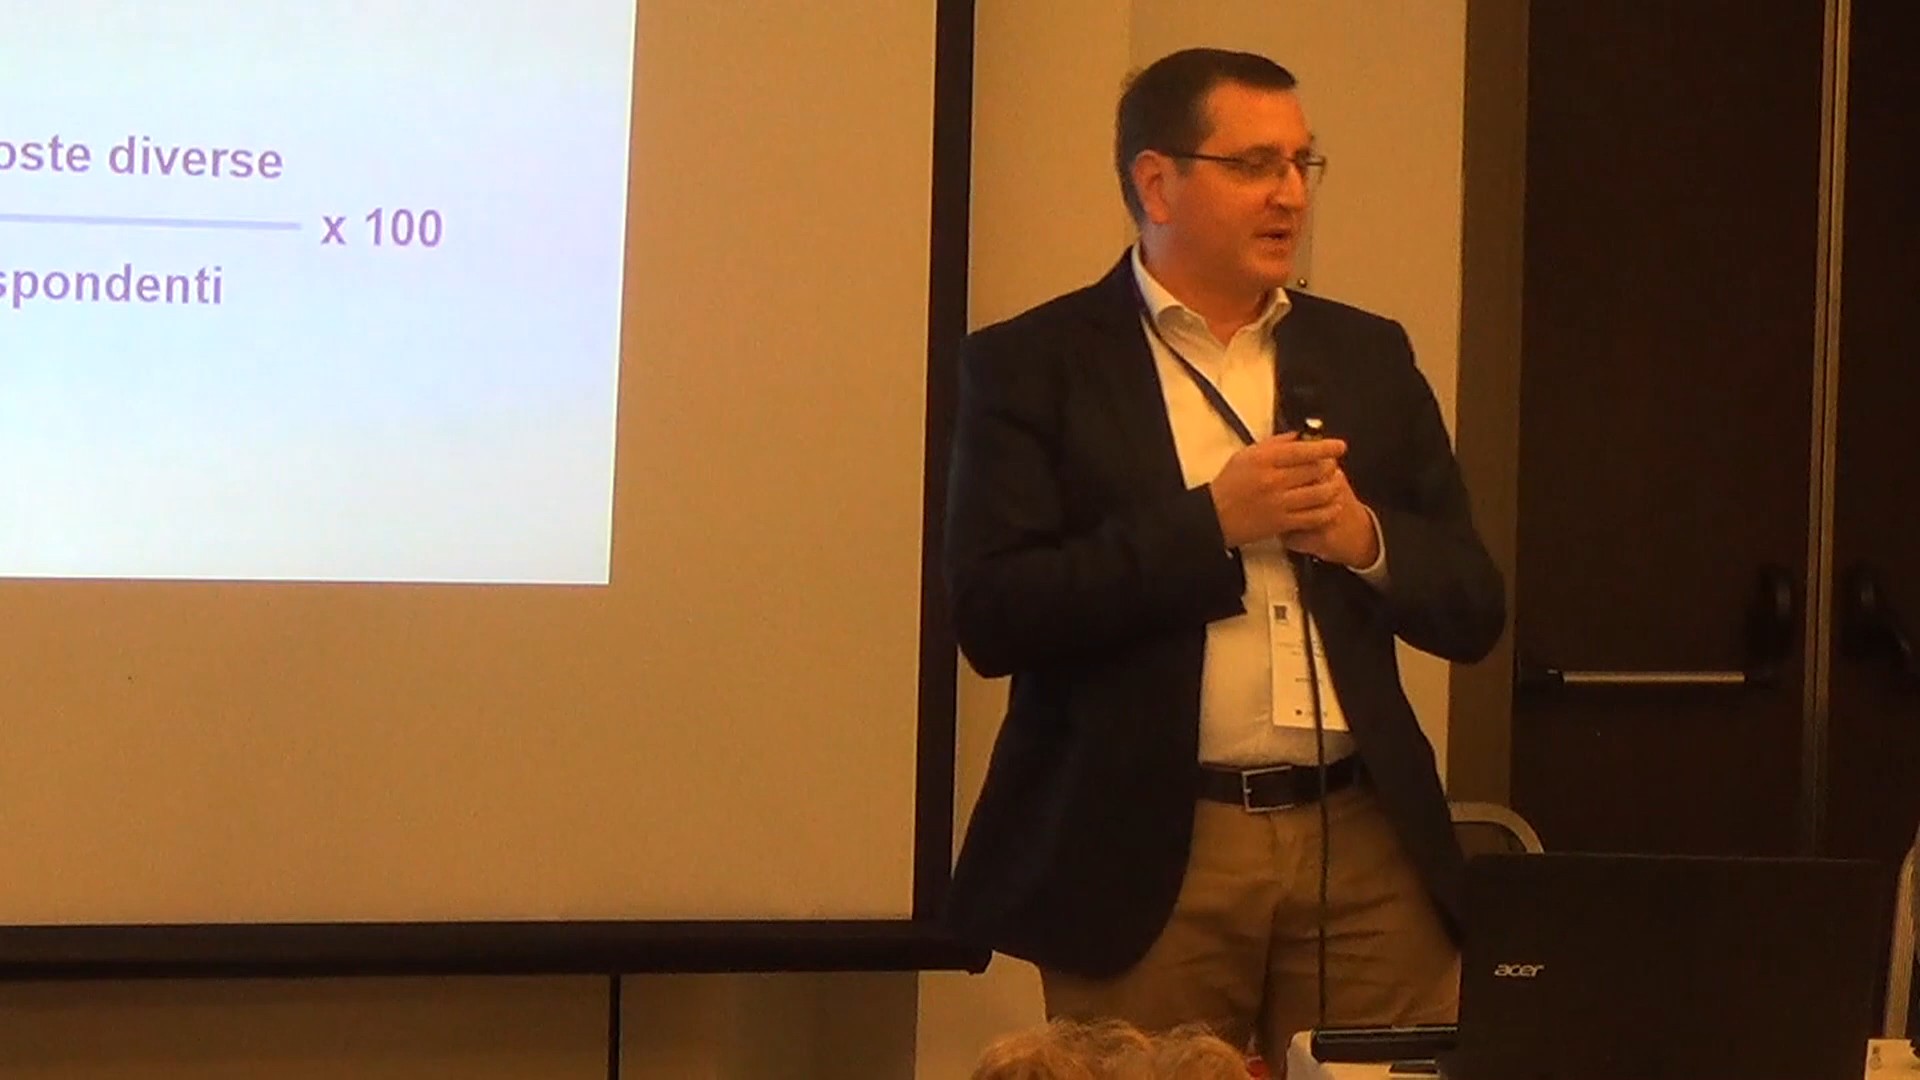 oste diverse
x 100
spondenti
acer